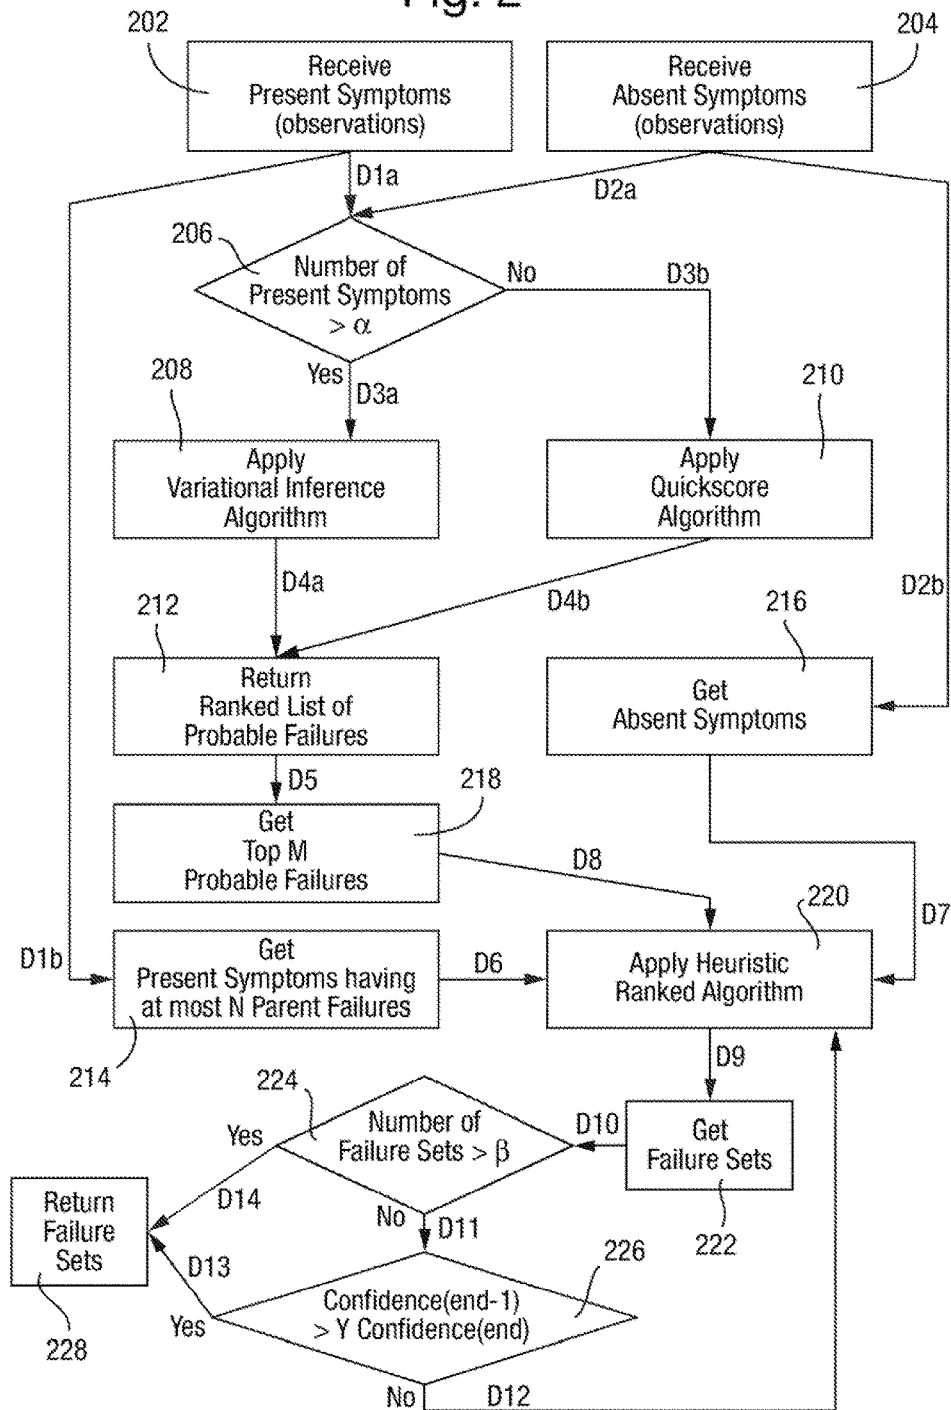 Fig. 2
202
204
Receive
Present Symptoms
(observations)
Receive
Absent Symptoms
(observations)
D1a
D2a
206
Number of
Present Symptoms
> α
No
D3b
Yes
D3a
208
210
Apply
Variational Inference
Algorithm
Apply
Quickscore
Algorithm
D4a
D4b
D2b
212
216
Return
Ranked List of
Probable Failures
Get
Absent Symptoms
D5
218
Get
Top M
Probable Failures
D8
220
D7
D1b
Get
Present Symptoms having
at most N Parent Failures
D6
Apply Heuristic
Ranked Algorithm
214
D9
224
Number of
Failure Sets > β
D10
Get
Failure Sets
Yes
D14
No
D11
222
Return
Failure
Sets
D13
226
Confidence(end-1)
> Y Confidence(end)
Yes
228
No
D12